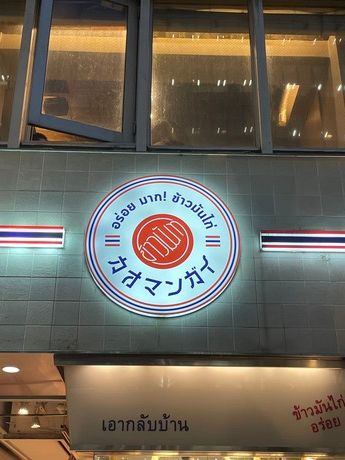 อร่อย มาก! ข้าวมันไก่
カオマンガイ
เอากลับบ้าน
ข้าวมันไก่
อร่อย